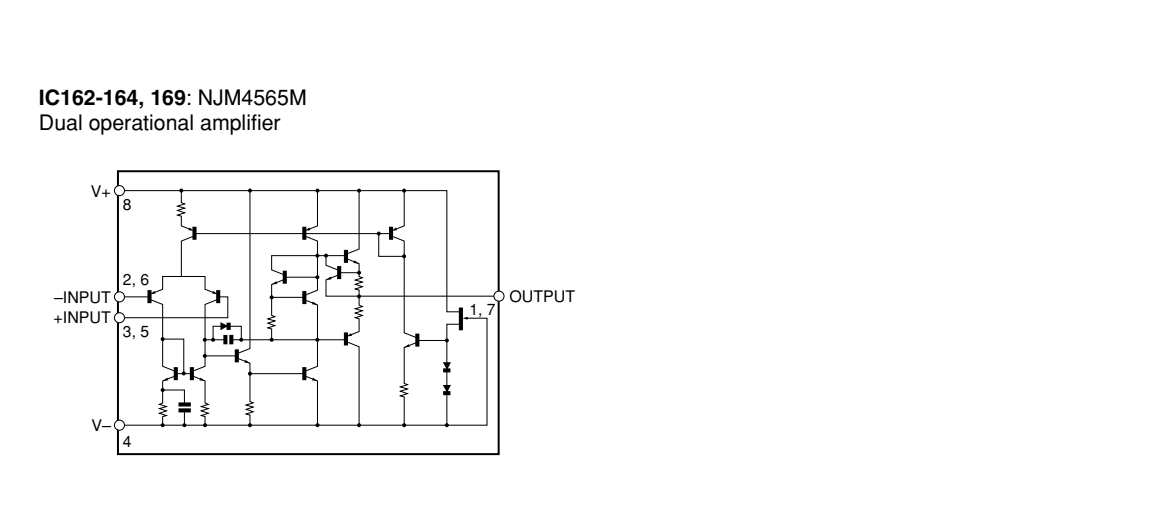 IC162-164, 169: NJM4565M
Dual operational amplifier
V+
8
2, 6
–INPUT
+INPUT
3, 5
OUTPUT
1, 7
V–
4